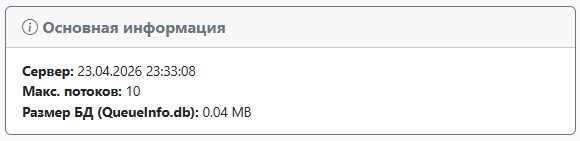 Основная информация
Сервер: 23.04.2026 23:33:08
Макс. потоков: 10
Размер БД (QueueInfo.db): 0.04 MB